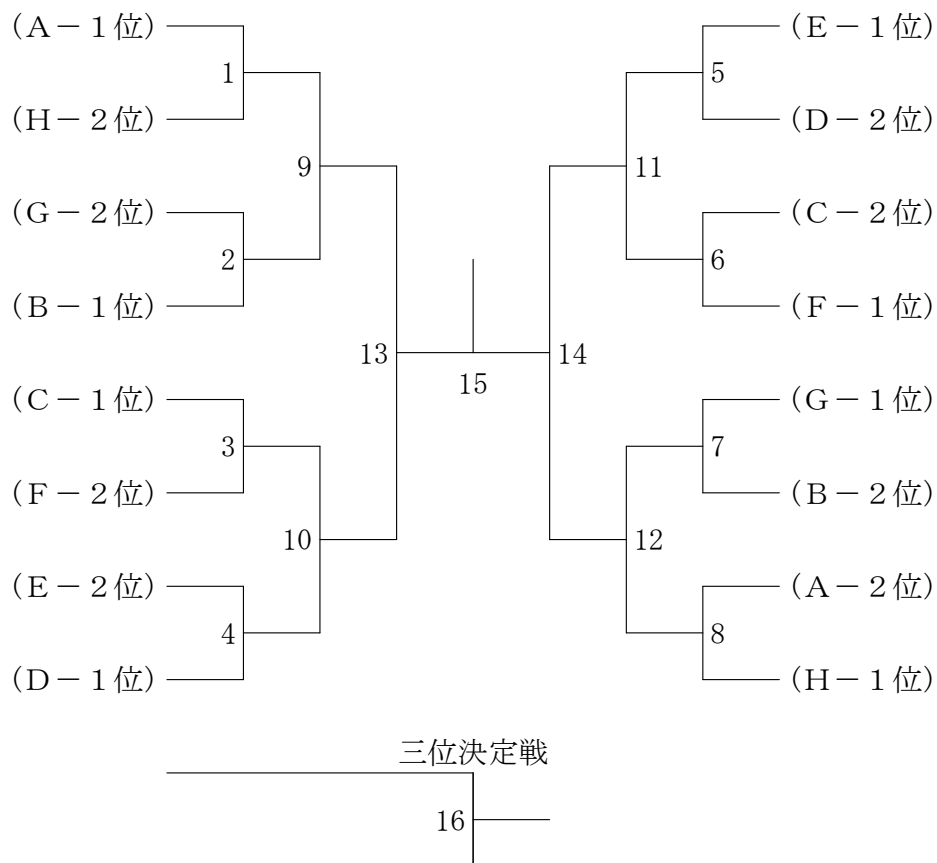 (A－1位)
1
(H－2位)
9
(G－2位)
2
(B－1位)
13
(C－1位)
3
(F－2位)
10
(E－2位)
4
(D－1位)
15
(E－1位)
5
(D－2位)
11
(C－2位)
6
(F－1位)
14
(G－1位)
7
(B－2位)
12
(A－2位)
8
(H－1位)
三位決定戦
16